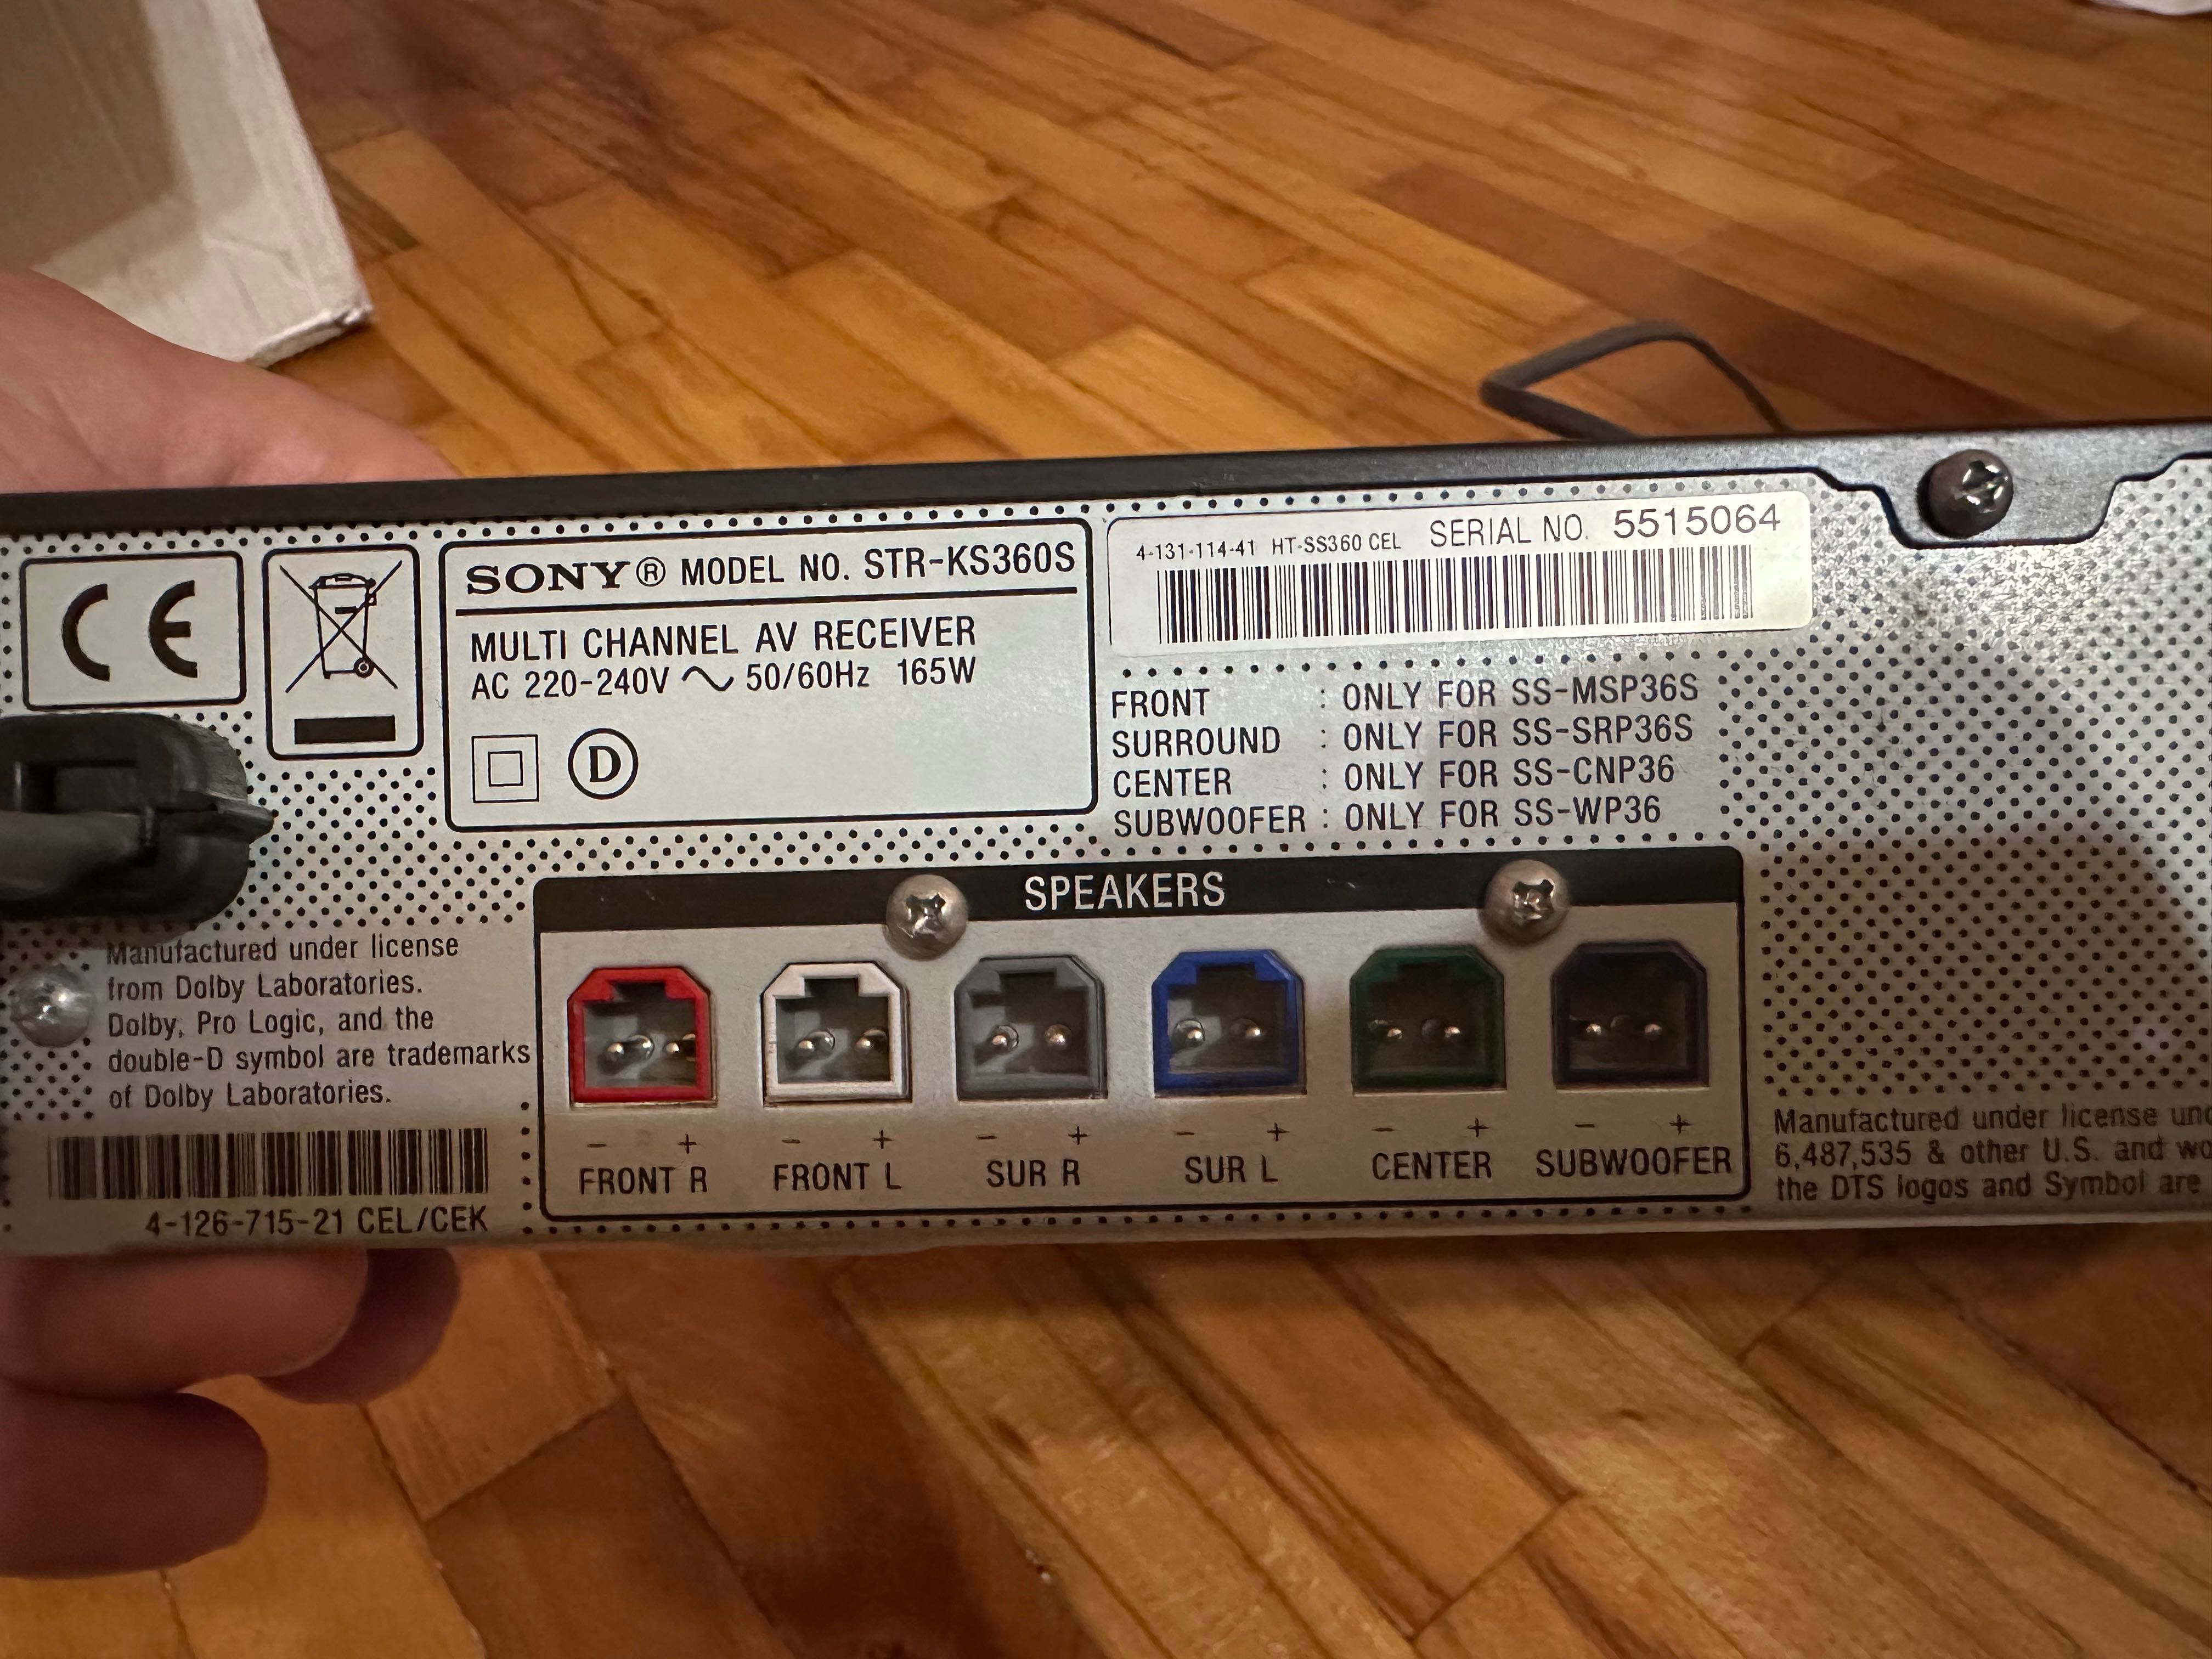 SONY® MODEL NO. STR-KS360S
MULTI CHANNEL AV RECEIVER
AC 220-240V ~ 50/60Hz 165W
D
4-131-114-41 HT-SS360 CEL SERIAL NO. 5515064
FRONT : ONLY FOR SS-MSP36S
SURROUND : ONLY FOR SS-SRP36S
CENTER : ONLY FOR SS-CNP36
SUBWOOFER : ONLY FOR SS-WP36
CE
Manufactured under license
from Dolby Laboratories.
Dolby, Pro Logic, and the
double-D symbol are trademarks
of Dolby Laboratories.
4-126-715-21 CEL/CEK
SPEAKERS
− + − + − + − + − + − +
FRONT R FRONT L SUR R SUR L CENTER SUBWOOFER
Manufactured under license
6,487,535 & other U.S. and
the DTS logos and Symbol are